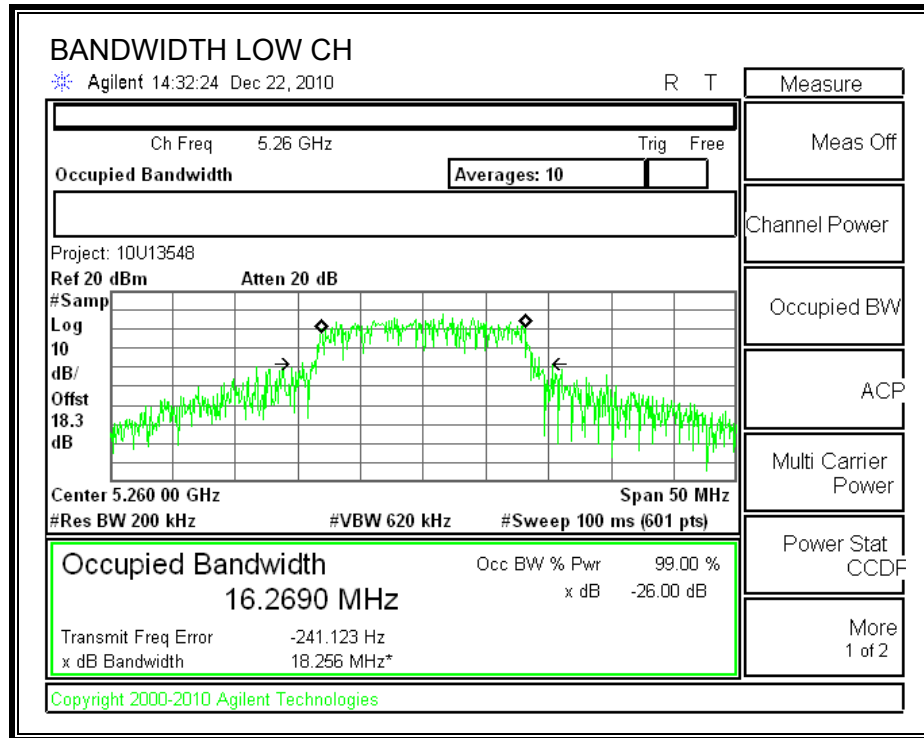 BANDWIDTH LOW CH
Agilent 14:32:24 Dec 22, 2010 R T
Measure
Ch Freq 5.26 GHz Trig Free
Meas Off
Occupied Bandwidth Averages: 10
Channel Power
Project: 10U13548
Ref 20 dBm Atten 20 dB
#Samp
Log
10
dB/
Offst
18.3
dB
Occupied BW
ACP
Multi Carrier
Power
Center 5.260 00 GHz Span 50 MHz
#Res BW 200 kHz #VBW 620 kHz #Sweep 100 ms (601 pts)
Power Stat
CCDF
Occupied Bandwidth Occ BW % Pwr 99.00 %
16.2690 MHz x dB -26.00 dB
Transmit Freq Error -241.123 Hz
x dB Bandwidth 18.256 MHz*
More
1 of 2
Copyright 2000-2010 Agilent Technologies